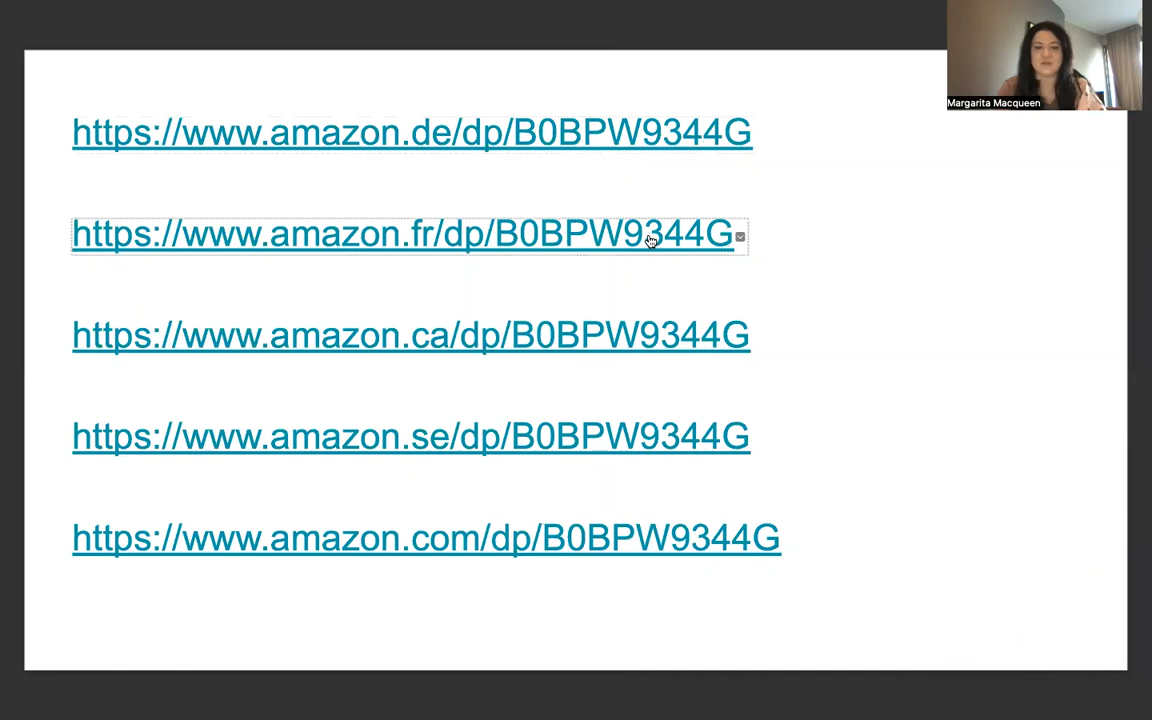 Margarita Macqueen
https://www.amazon.de/dp/B0BPW9344G
https://www.amazon.fr/dp/B0BPW9344G
https://www.amazon.ca/dp/B0BPW9344G
https://www.amazon.se/dp/B0BPW9344G
https://www.amazon.com/dp/B0BPW9344G